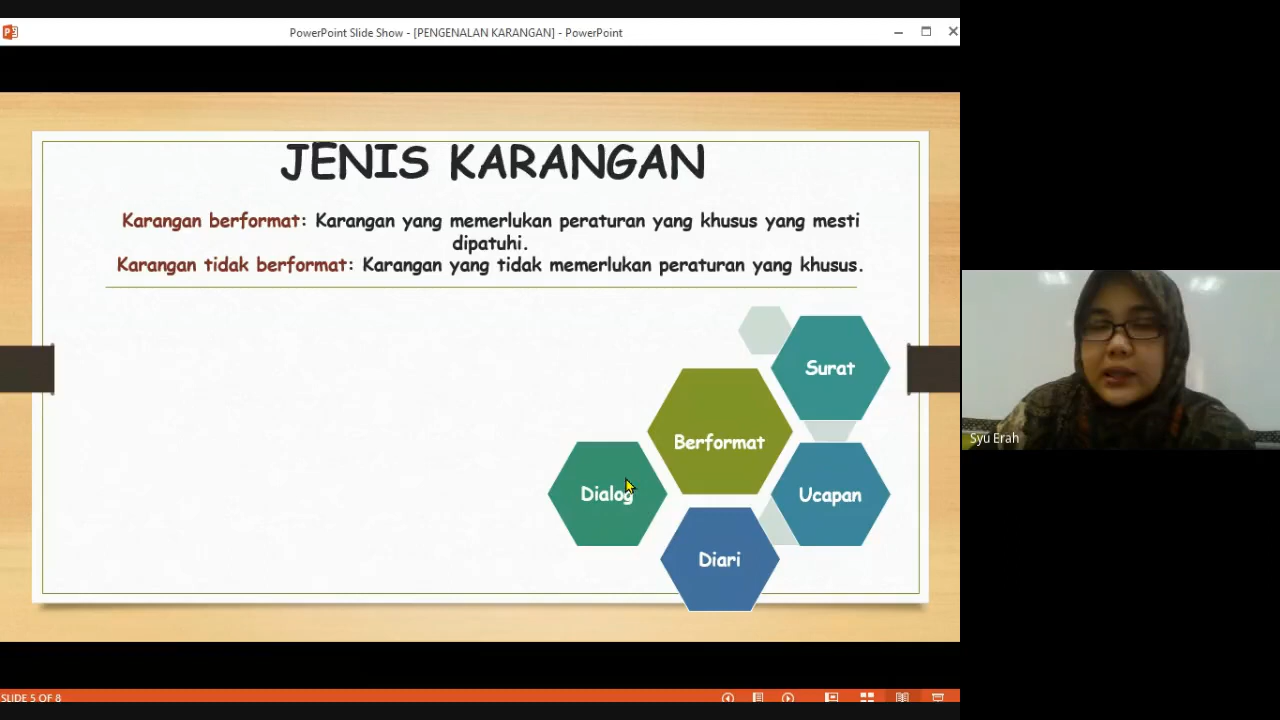 PowerPoint Slide Show - [PENGENALAN KARANGAN] - PowerPoint
JENIS KARANGAN
Karangan berformat: Karangan yang memerlukan peraturan yang khusus yang mesti
dipatuhi.
Karangan tidak berformat: Karangan yang tidak memerlukan peraturan yang khusus.
Surat
Berformat
Dialog
Ucapan
Diari
Syu Erah
SLIDE 5 OF 8